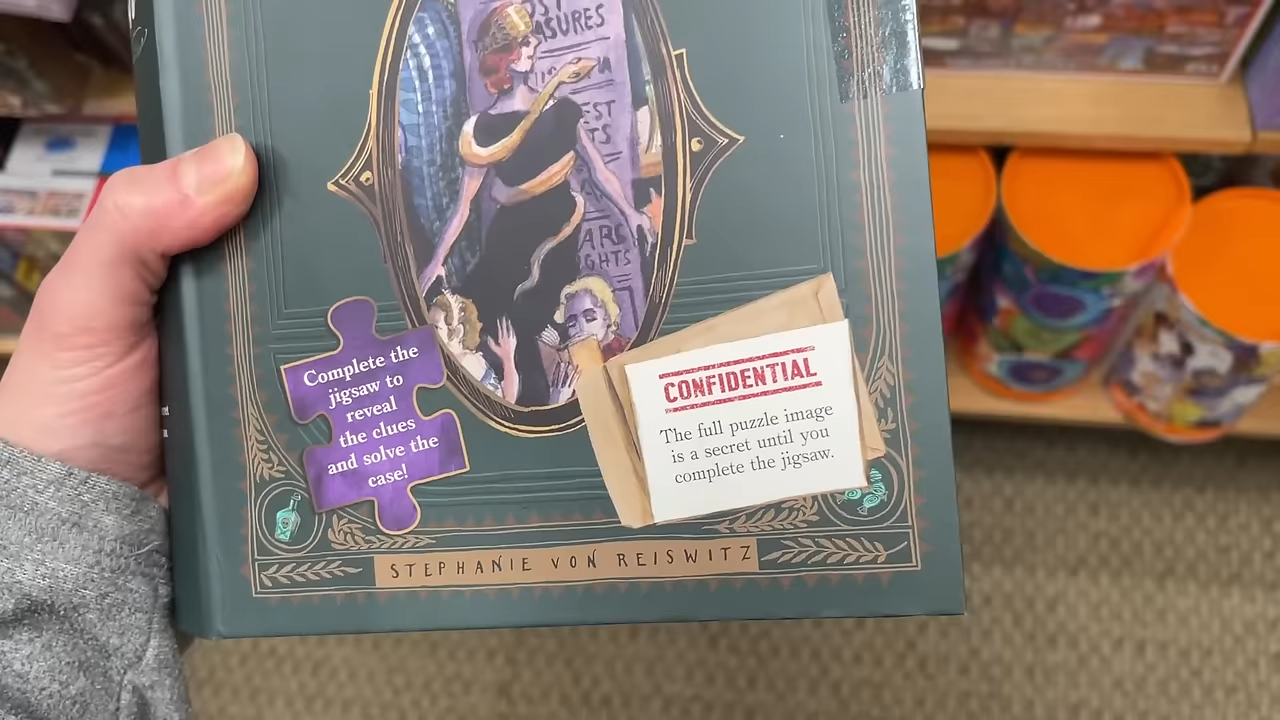 Complete the
jigsaw to
reveal
the clues
and solve the
case!
CONFIDENTIAL
The full puzzle image
is a secret until you
complete the jigsaw.
STEPHANIE VON REISWITZ